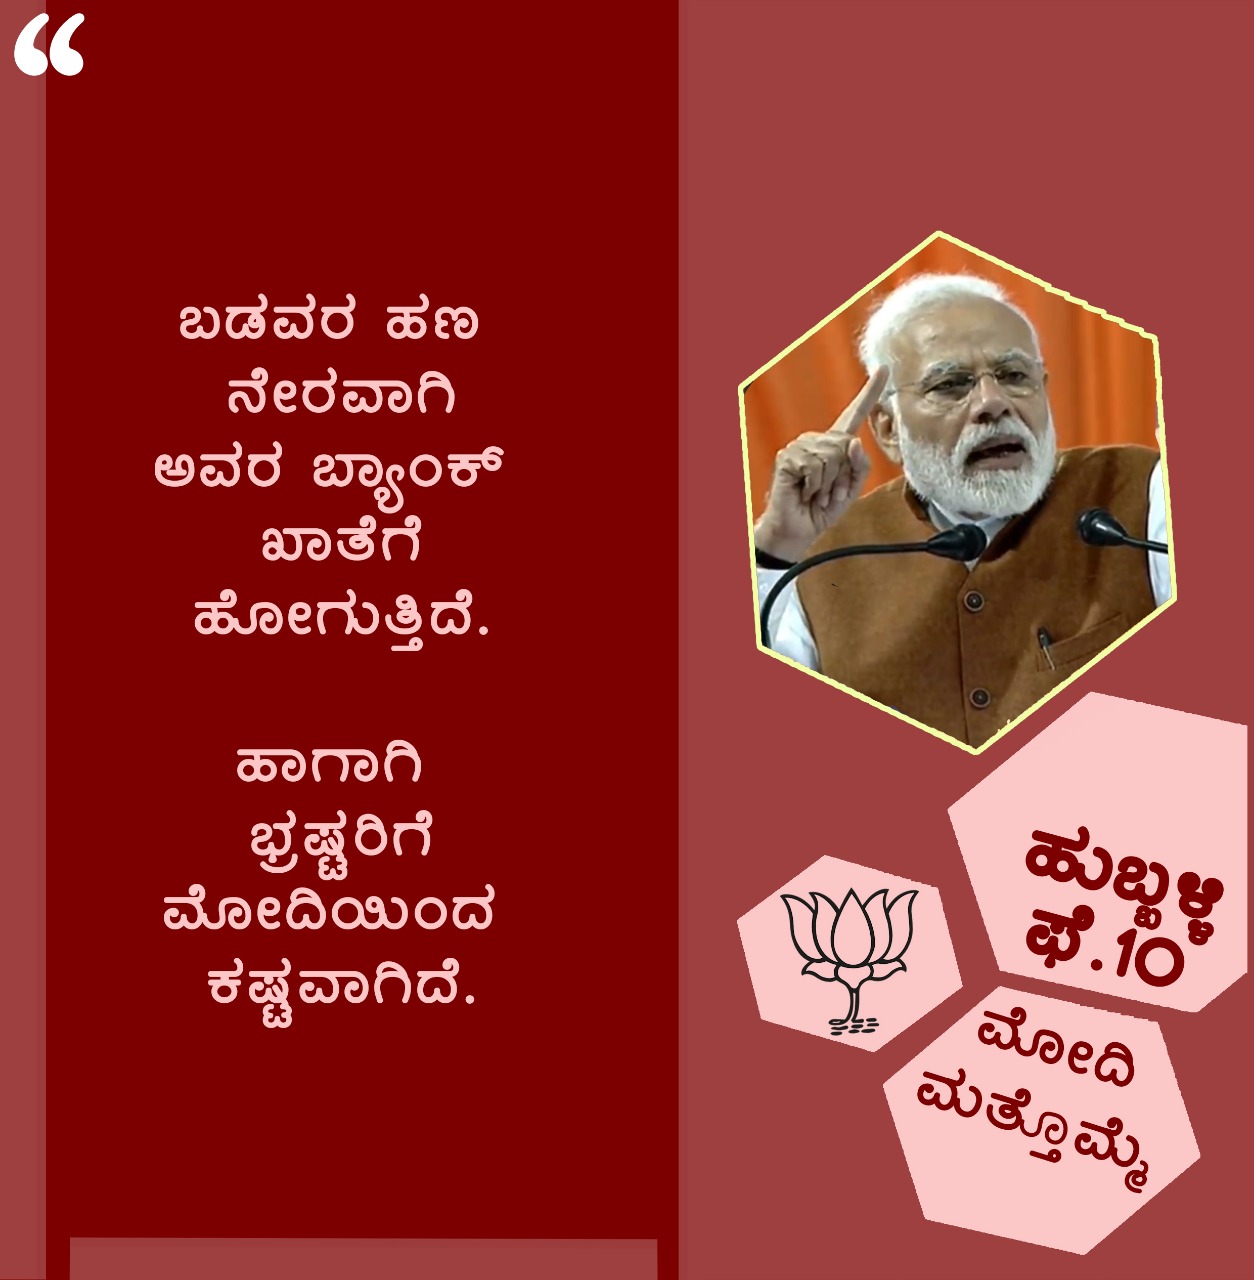 “
ಬಡವರ ಹಣ
ನೇರವಾಗಿ
ಅವರ ಬ್ಯಾಂಕ್
ಖಾತೆಗೆ
ಹೋಗುತ್ತಿದೆ.
ಹಾಗಾಗಿ
ಭ್ರಷ್ಟರಿಗೆ
ಮೋದಿಯಿಂದ
ಕಷ್ಟವಾಗಿದೆ.
ಹುಬ್ಬಳ್ಳಿ
ಫೆ.10
ಮೋದಿ
ಮತ್ತೊಮ್ಮೆ